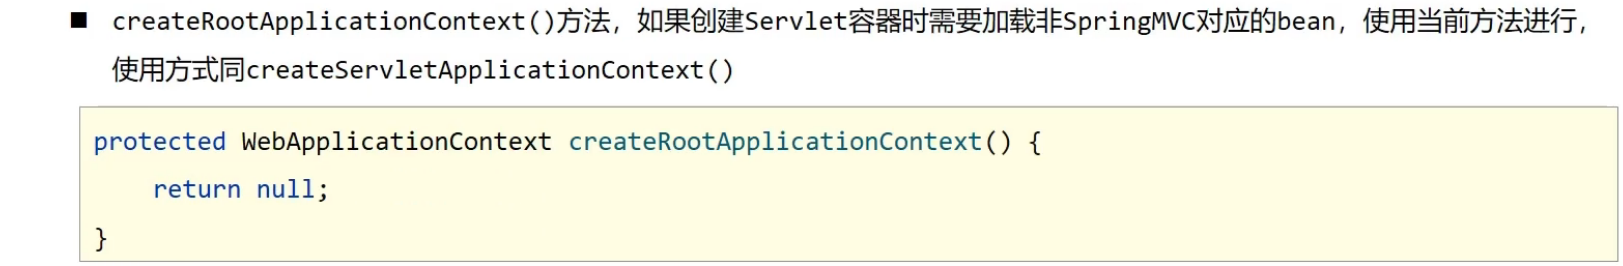 ■ createRootApplicationContext()方法，如果创建Servlet容器时需要加载非SpringMVC对应的bean，使用当前方法进行，
使用方式同createServletApplicationContext()
protected WebApplicationContext createRootApplicationContext() {
    return null;
}